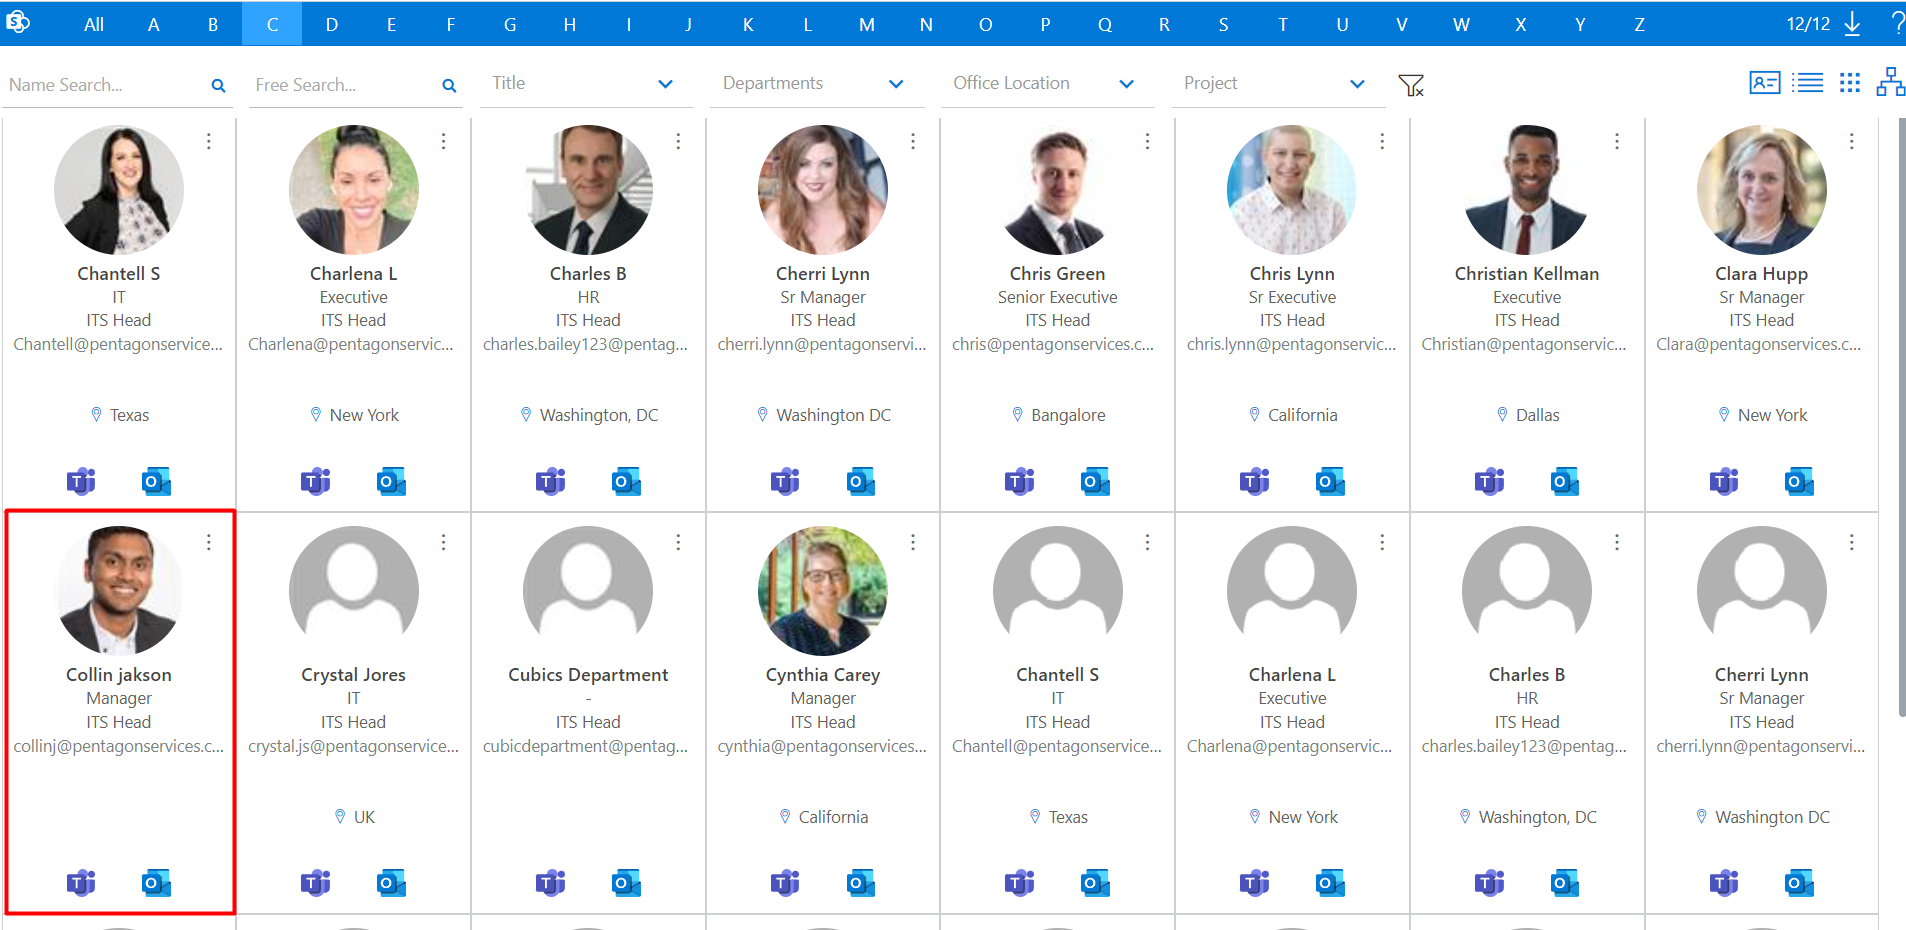 S All A B C D E F G H I J K L M N O P Q R S T U V W X Y Z 12/12 ?
Name Search... Free Search... Title Departments Office Location Project
Chantell S
IT
ITS Head
Chantell@pentagonservice...
Texas
Charlena L
Executive
ITS Head
Charlena@pentagonservic...
New York
Charles B
HR
ITS Head
charles.bailey123@pentag...
Washington, DC
Cherri Lynn
Sr Manager
ITS Head
cherri.lynn@pentagonservi...
Washington DC
Chris Green
Senior Executive
ITS Head
chris@pentagonservices.c...
Bangalore
Chris Lynn
Sr Executive
ITS Head
chris.lynn@pentagonservic...
California
Christian Kellman
Executive
ITS Head
Christian@pentagonservic...
Dallas
Clara Hupp
Sr Manager
ITS Head
Clara@pentagonservices.c...
New York
T O T O T O T O T O T O T O T O
Collin jakson
Manager
ITS Head
collinj@pentagonservices.c...
Crystal Jores
IT
ITS Head
crystal.js@pentagonservice...
UK
Cubics Department
-
ITS Head
cubicdepartment@pentag...
Cynthia Carey
Manager
ITS Head
cynthia@pentagonservices...
California
Chantell S
IT
ITS Head
Chantell@pentagonservice...
Texas
Charlena L
Executive
ITS Head
Charlena@pentagonservic...
New York
Charles B
HR
ITS Head
charles.bailey123@pentag...
Washington, DC
Cherri Lynn
Sr Manager
ITS Head
cherri.lynn@pentagonservi...
Washington DC
T O T O T O T O T O T O T O T O